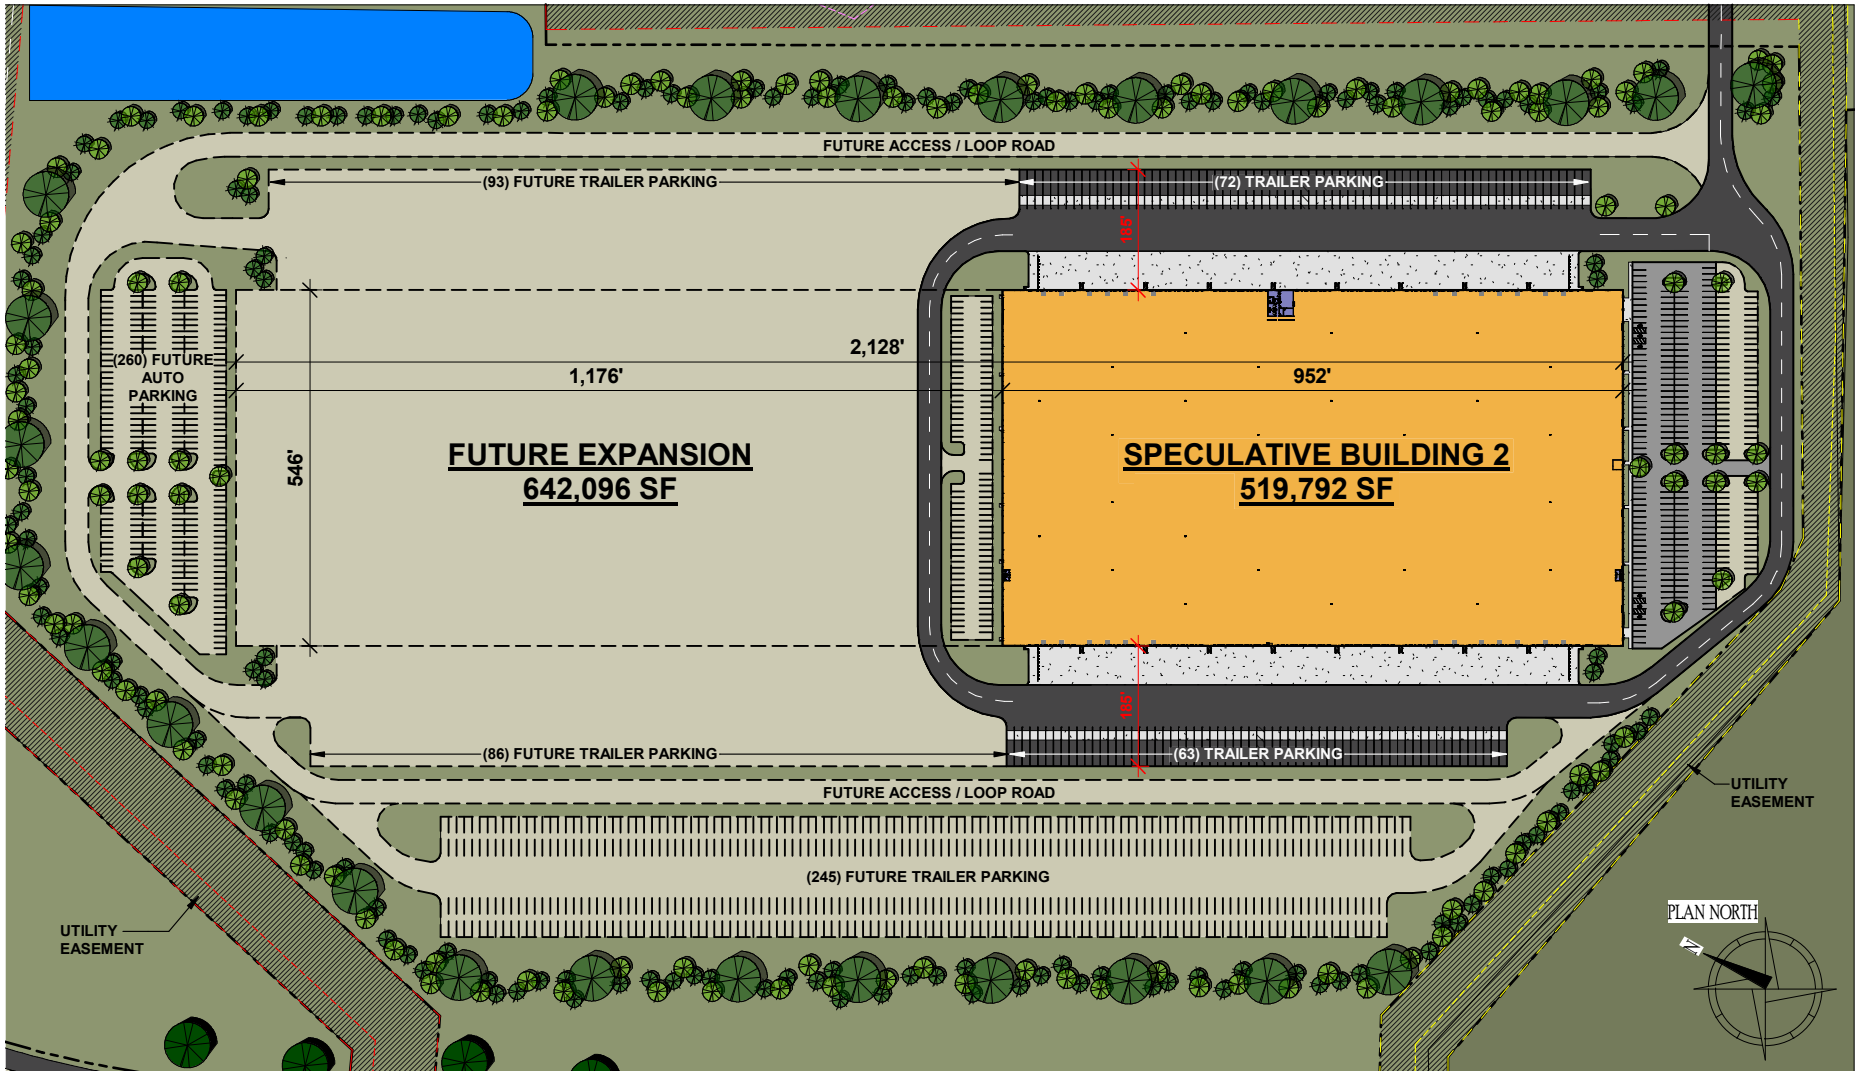 FUTURE ACCESS / LOOP ROAD
(93) FUTURE TRAILER PARKING
(72) TRAILER PARKING
185'
2,128'
(260) FUTURE
AUTO
PARKING
1,176'
952'
546'
FUTURE EXPANSION
642,096 SF
SPECULATIVE BUILDING 2
519,792 SF
185'
(86) FUTURE TRAILER PARKING
(63) TRAILER PARKING
FUTURE ACCESS / LOOP ROAD
UTILITY
EASEMENT
(245) FUTURE TRAILER PARKING
UTILITY
EASEMENT
PLAN NORTH
N